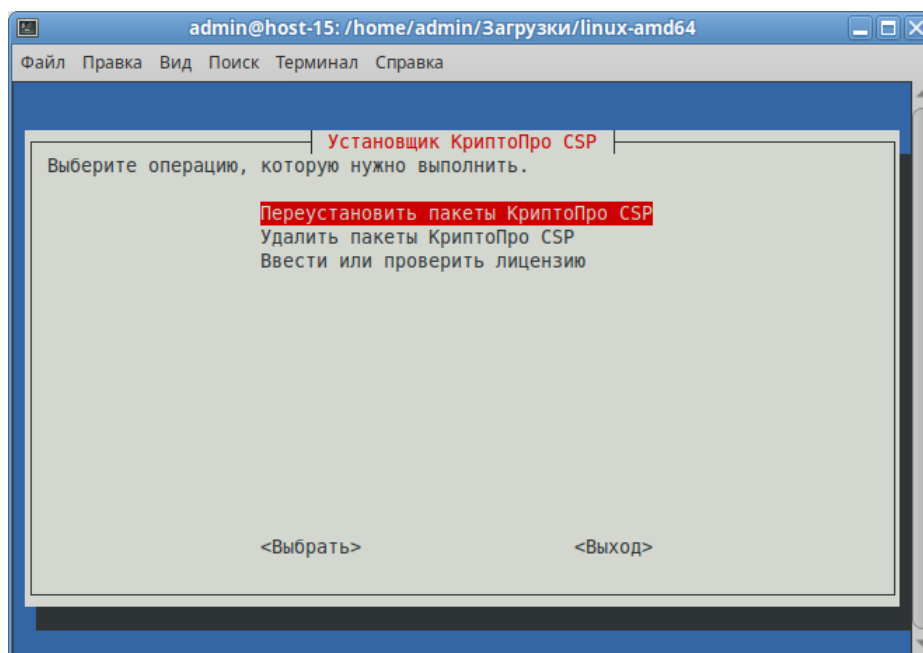 admin@host-15: /home/admin/Загрузки/linux-amd64
Файл Правка Вид Поиск Терминал Справка
Установщик КриптоПро CSP
Выберите операцию, которую нужно выполнить.
Переустановить пакеты КриптоПро CSP
Удалить пакеты КриптоПро CSP
Ввести или проверить лицензию
<Выбрать> <Выход>